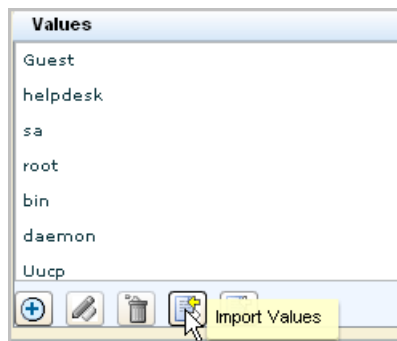 Values
Guest
helpdesk
sa
root
bin
daemon
Uucp
Import Values